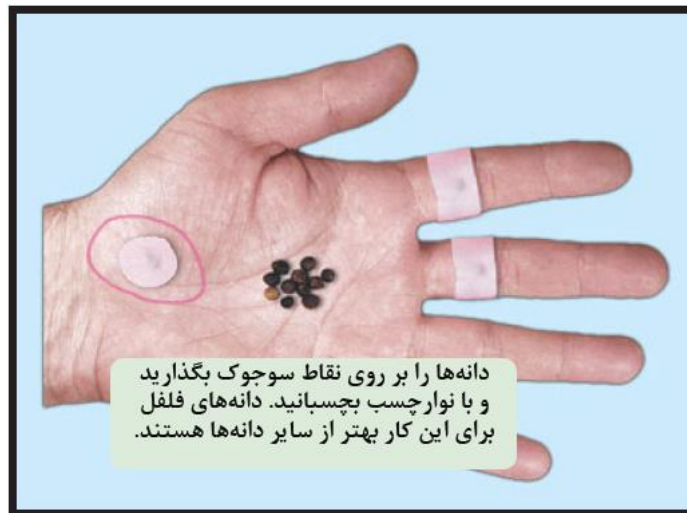 دانه‌ها را بر روی نقاط سوجوک بگذارید
و با نوارچسب بچسبانید. دانه‌های فلفل
برای این کار بهتر از سایر دانه‌ها هستند.